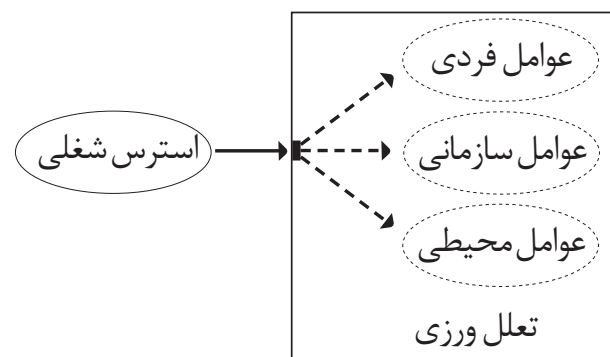 عوامل فردی
استرس شغلی
عوامل سازمانی
عوامل محیطی
تعلل ورزی